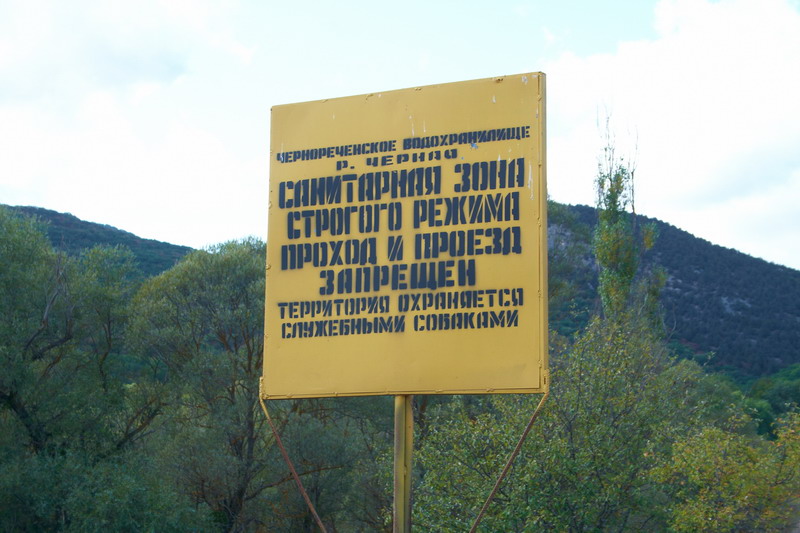 ЧЕРНОРЕЧЕНСКОЕ ВОДОХРАНИЛИЩЕ
Р. ЧЕРНАЯ
САНИТАРНАЯ ЗОНА
СТРОГОГО РЕЖИМА
ПРОХОД И ПРОЕЗД
ЗАПРЕЩЕН
ТЕРРИТОРИЯ ОХРАНЯЕТСЯ
СЛУЖЕБНЫМИ СОБАКАМИ